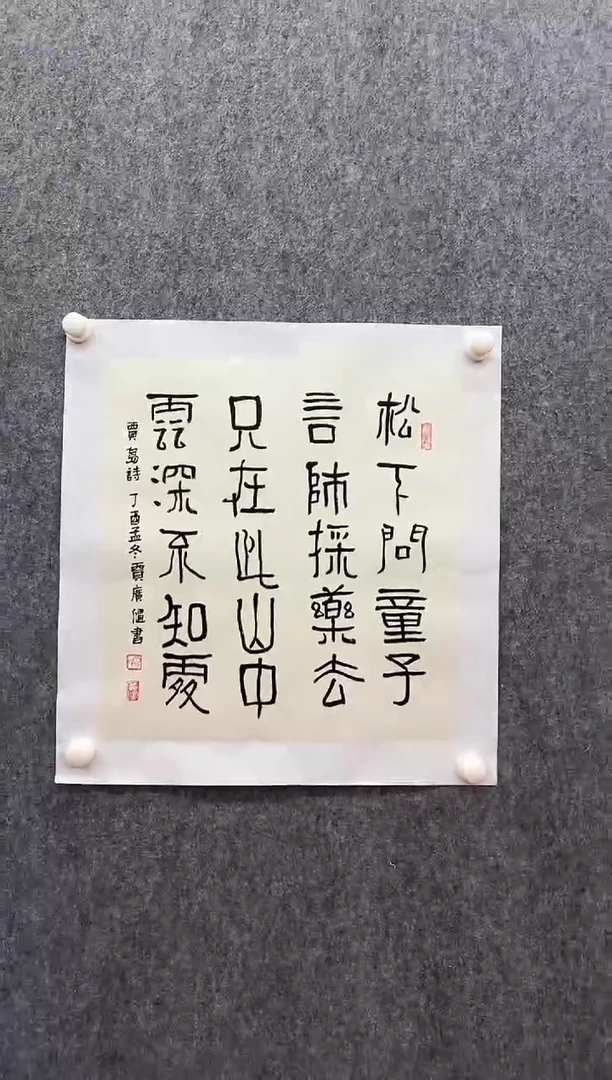 松下問童子
言師採藥去
只在此山中
雲深不知處
賈島詩 丁酉孟冬賈廣健書